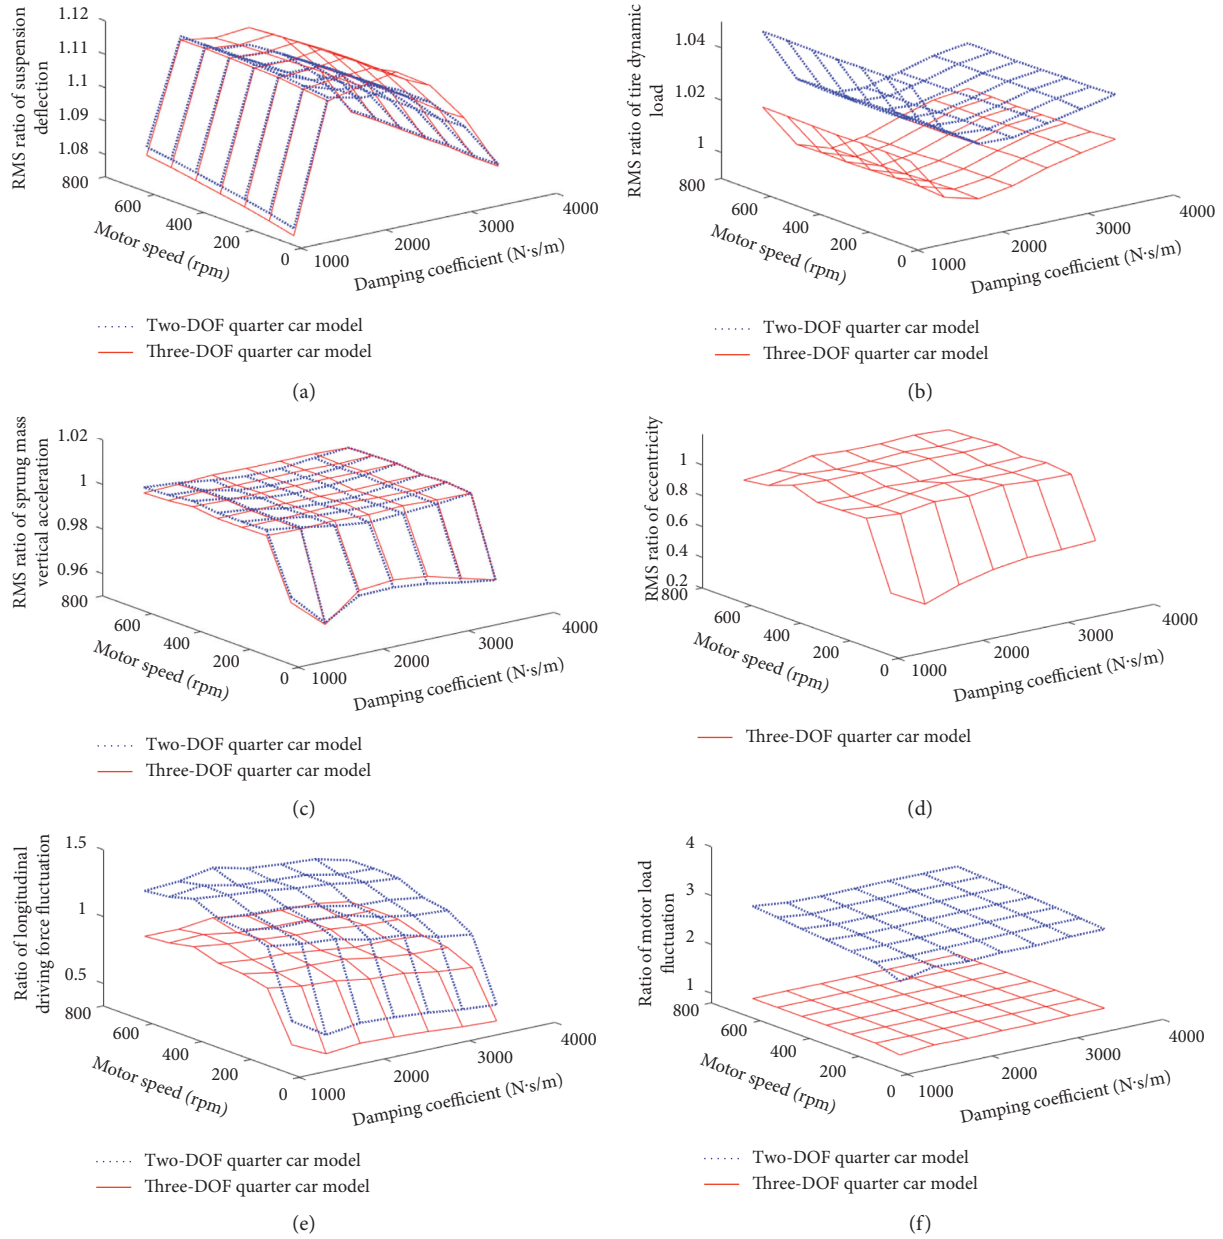 RMS ratio of suspension
deflection
1.12
1.11
1.1
1.09
1.08
800
600
400
200
0
Motor speed (rpm)
1000
2000
3000
4000
Damping coefficient (N·s/m)
Two-DOF quarter car model
Three-DOF quarter car model
(a)
RMS ratio of tire dynamic
load
1.04
1.02
1
800
600
400
200
0
Motor speed (rpm)
1000
2000
3000
4000
Damping coefficient (N·s/m)
Two-DOF quarter car model
Three-DOF quarter car model
(b)
RMS ratio of sprung mass
vertical acceleration
1.02
1
0.98
0.96
800
600
400
200
0
Motor speed (rpm)
1000
2000
3000
4000
Damping coefficient (N·s/m)
Two-DOF quarter car model
Three-DOF quarter car model
(c)
RMS ratio of eccentricity
1
0.8
0.6
0.4
0.2
800
600
400
200
0
Motor speed (rpm)
1000
2000
3000
4000
Damping coefficient (N·s/m)
Three-DOF quarter car model
(d)
Ratio of longitudinal
driving force fluctuation
1.5
1
0.5
800
600
400
200
0
Motor speed (rpm)
1000
2000
3000
4000
Damping coefficient (N·s/m)
Two-DOF quarter car model
Three-DOF quarter car model
(e)
Ratio of motor load
fluctuation
4
3
2
1
800
600
400
200
0
Motor speed (rpm)
1000
2000
3000
4000
Damping coefficient (N·s/m)
Two-DOF quarter car model
Three-DOF quarter car model
(f)